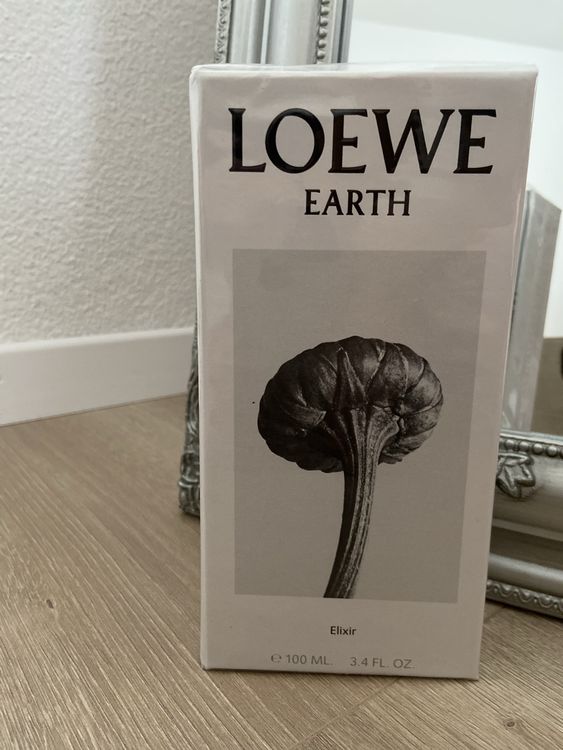 LOEWE
EARTH
Elixir
℮ 100 ML. 3.4 FL. OZ.